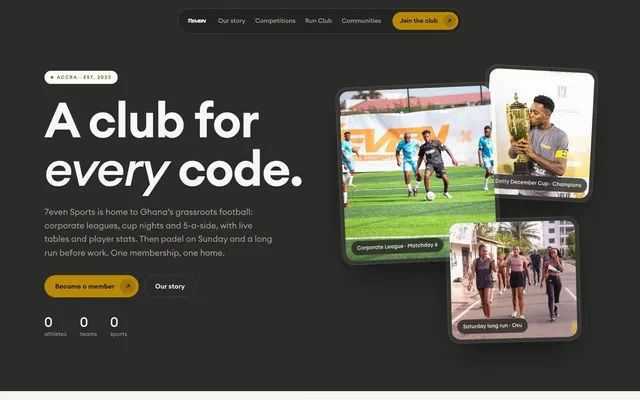 7even
Our story
Competitions
Run Club
Communities
Join the club
ACCRA · EST. 2023
A club for
every code.
7even Sports is home to Ghana's grassroots football:
corporate leagues, cup nights and 5-a-side, with live
tables and player stats. Then padel on Sunday and a long
run before work. One membership, one home.
Become a member
Our story
0
athletes
0
teams
0
sports
EVEN
Corporate League · Matchday 6
Detty December Cup · Champions
Saturday long run · Osu